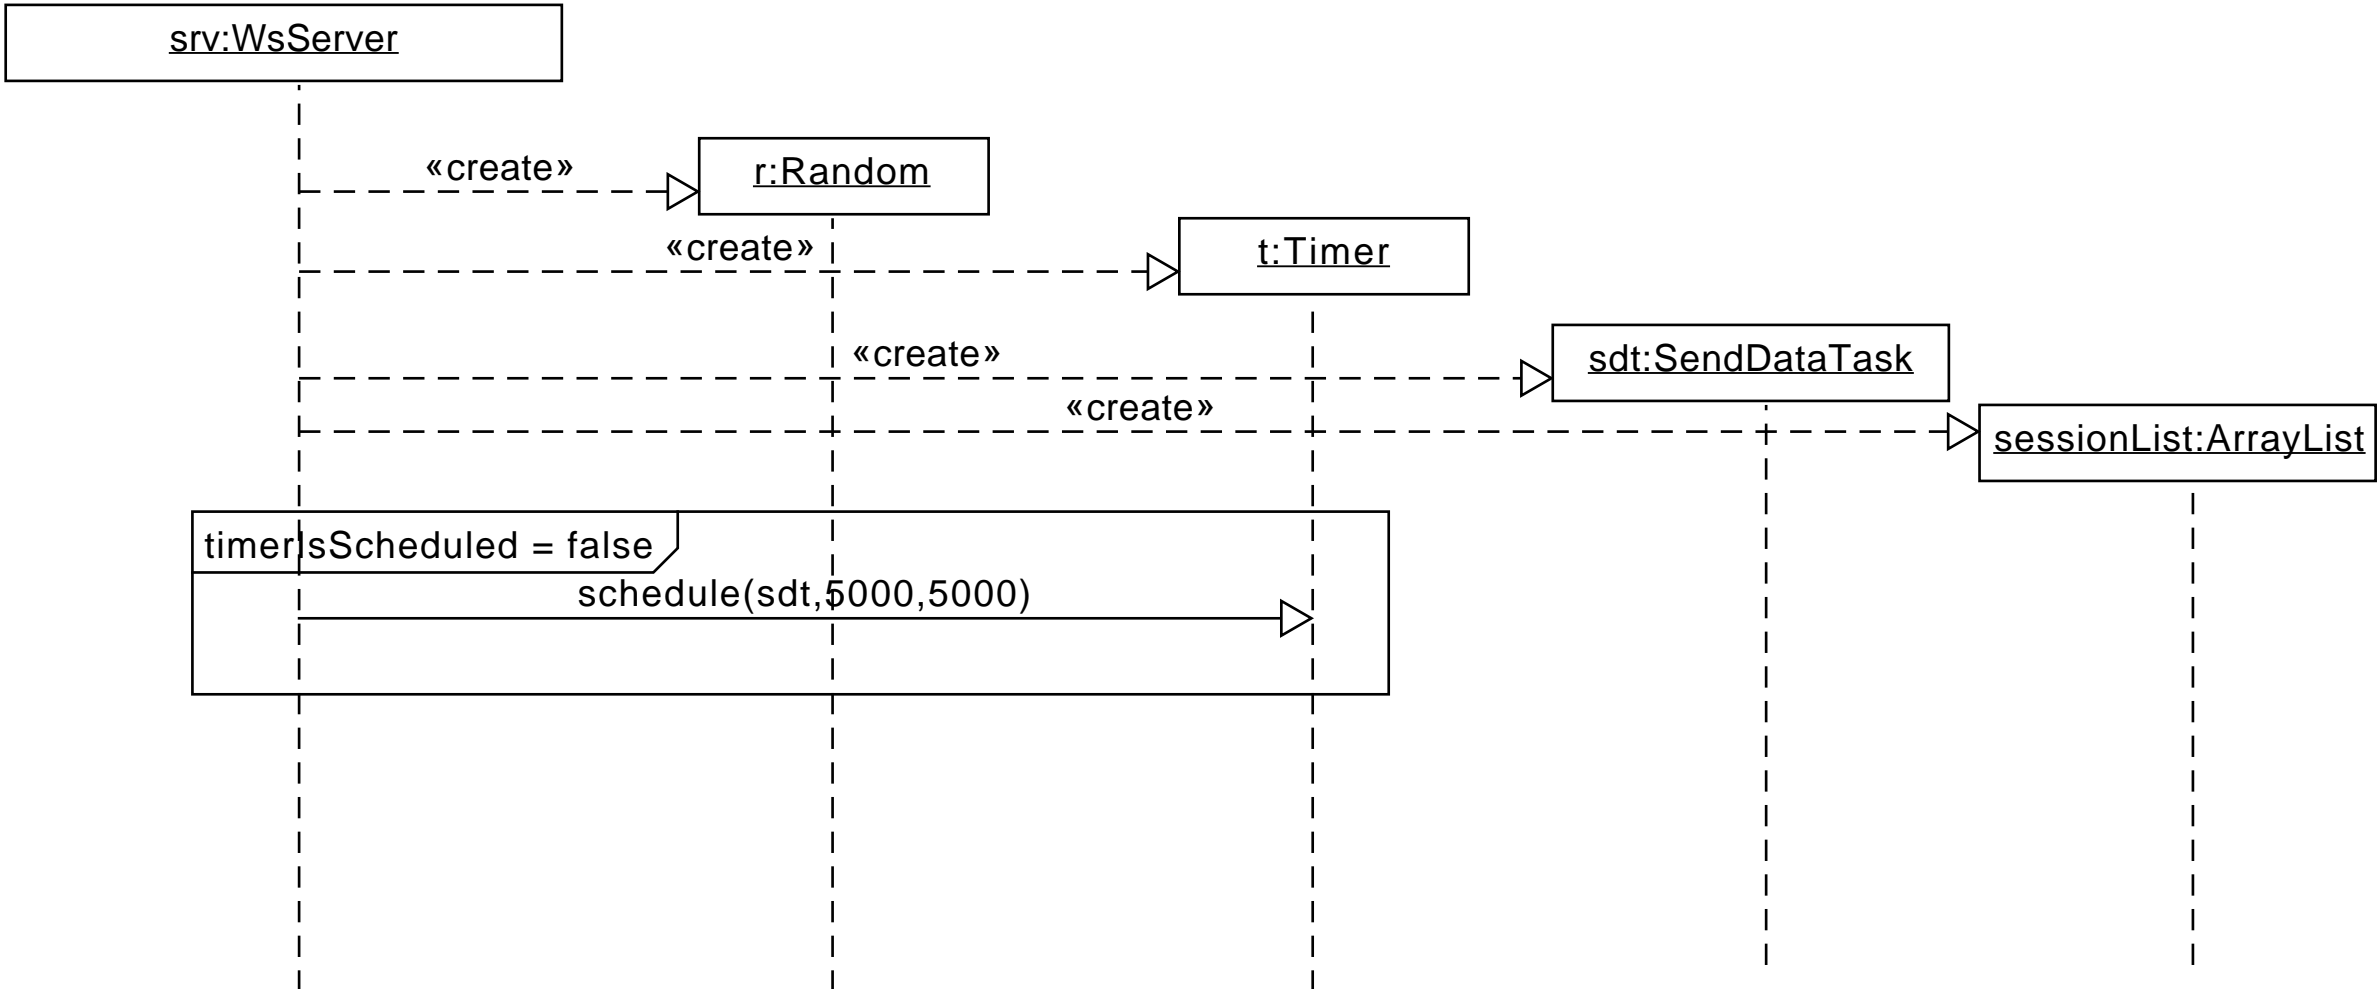 srv:WsServer
«create»
r:Random
«create»
t:Timer
«create»
sdt:SendDataTask
«create»
sessionList:ArrayList
timerIsScheduled = false
schedule(sdt,5000,5000)